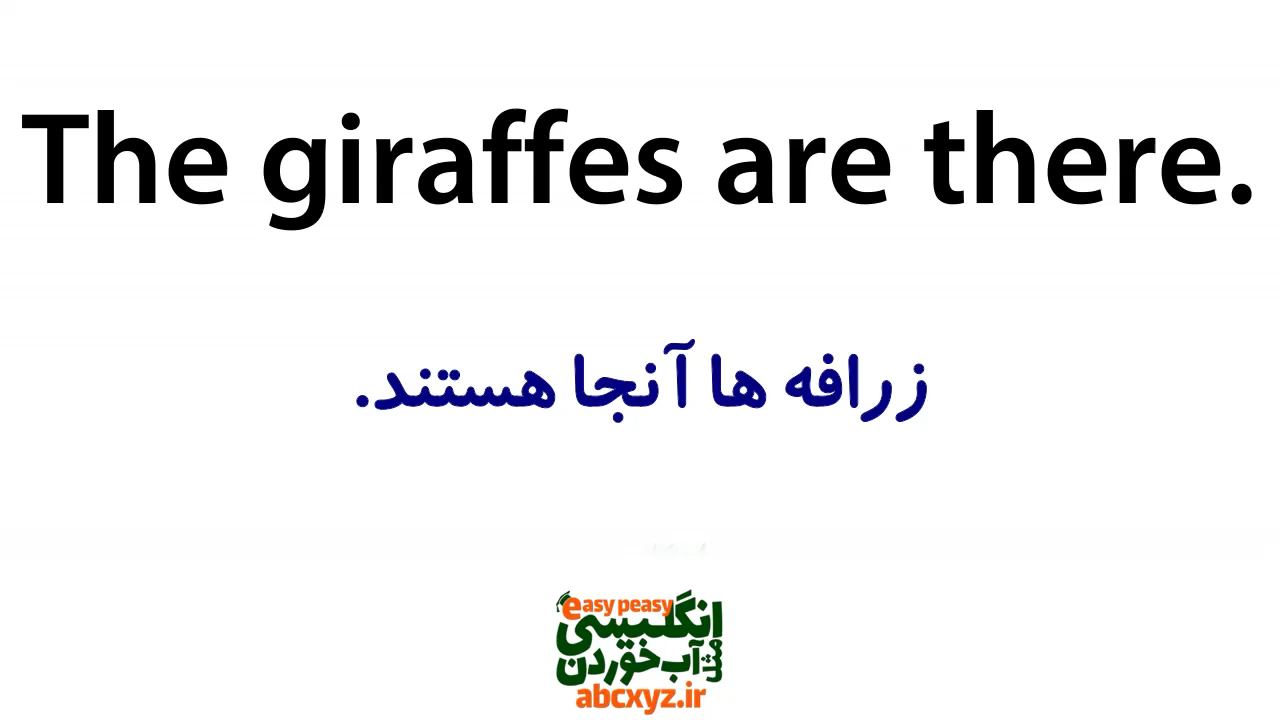 The giraffes are there.
زرافه ها آنجا هستند.
easy peasy
انگلیسی
مثل آب خوردن
abcxyz.ir